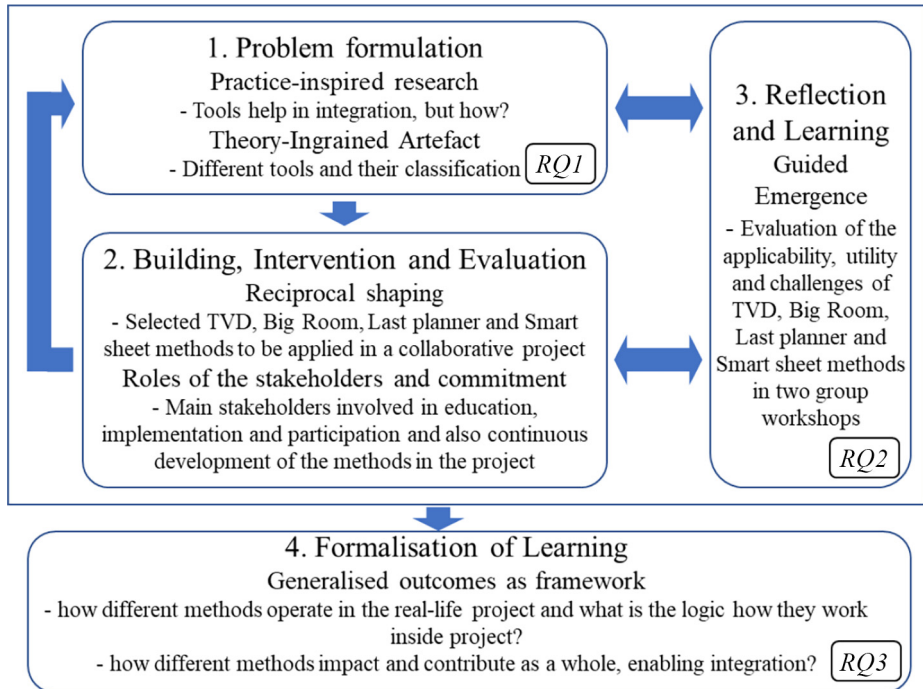 1. Problem formulation
Practice-inspired research
- Tools help in integration, but how?
Theory-Ingrained Artefact
- Different tools and their classification
RQ1
2. Building, Intervention and Evaluation
Reciprocal shaping
- Selected TVD, Big Room, Last planner and Smart
sheet methods to be applied in a collaborative project
Roles of the stakeholders and commitment
- Main stakeholders involved in education,
implementation and participation and also continuous
development of the methods in the project
3. Reflection
and Learning
Guided
Emergence
- Evaluation of the
applicability, utility
and challenges of
TVD, Big Room,
Last planner and
Smart sheet methods
in two group
workshops
RQ2
4. Formalisation of Learning
Generalised outcomes as framework
- how different methods operate in the real-life project and what is the logic how they work
inside project?
- how different methods impact and contribute as a whole, enabling integration?
RQ3